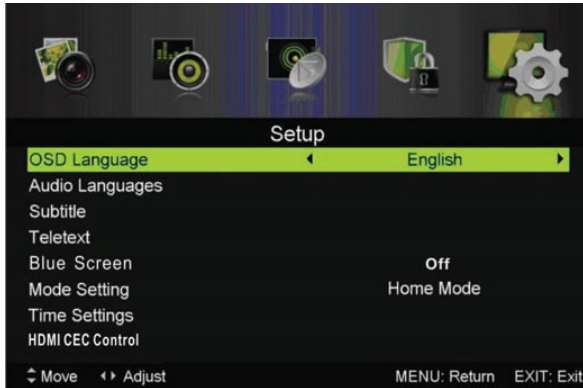 Setup
OSD Language English
Audio Languages
Subtitle
Teletext
Blue Screen Off
Mode Setting Home Mode
Time Settings
HDMI CEC Control
Move Adjust MENU: Return EXIT: Exit